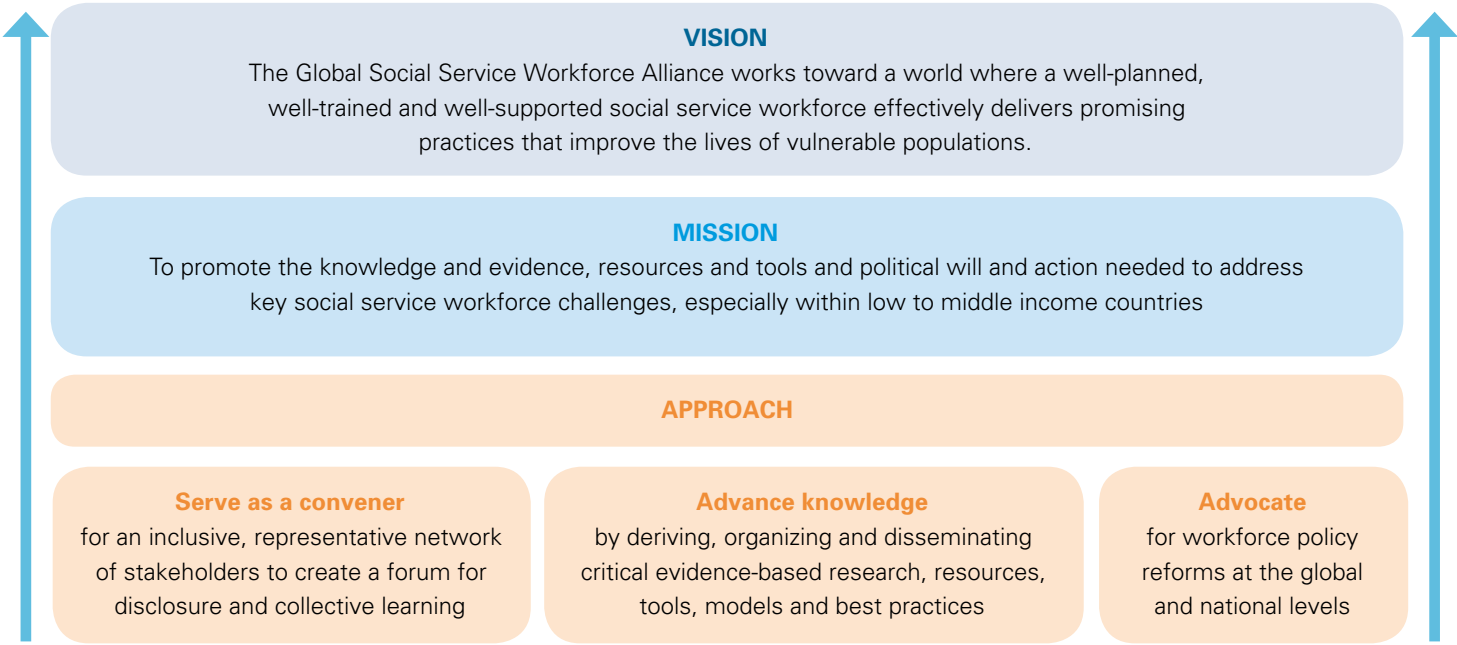 VISION
The Global Social Service Workforce Alliance works toward a world where a well-planned,
well-trained and well-supported social service workforce effectively delivers promising
practices that improve the lives of vulnerable populations.
MISSION
To promote the knowledge and evidence, resources and tools and political will and action needed to address
key social service workforce challenges, especially within low to middle income countries
APPROACH
Serve as a convener
for an inclusive, representative network
of stakeholders to create a forum for
disclosure and collective learning
Advance knowledge
by deriving, organizing and disseminating
critical evidence-based research, resources,
tools, models and best practices
Advocate
for workforce policy
reforms at the global
and national levels